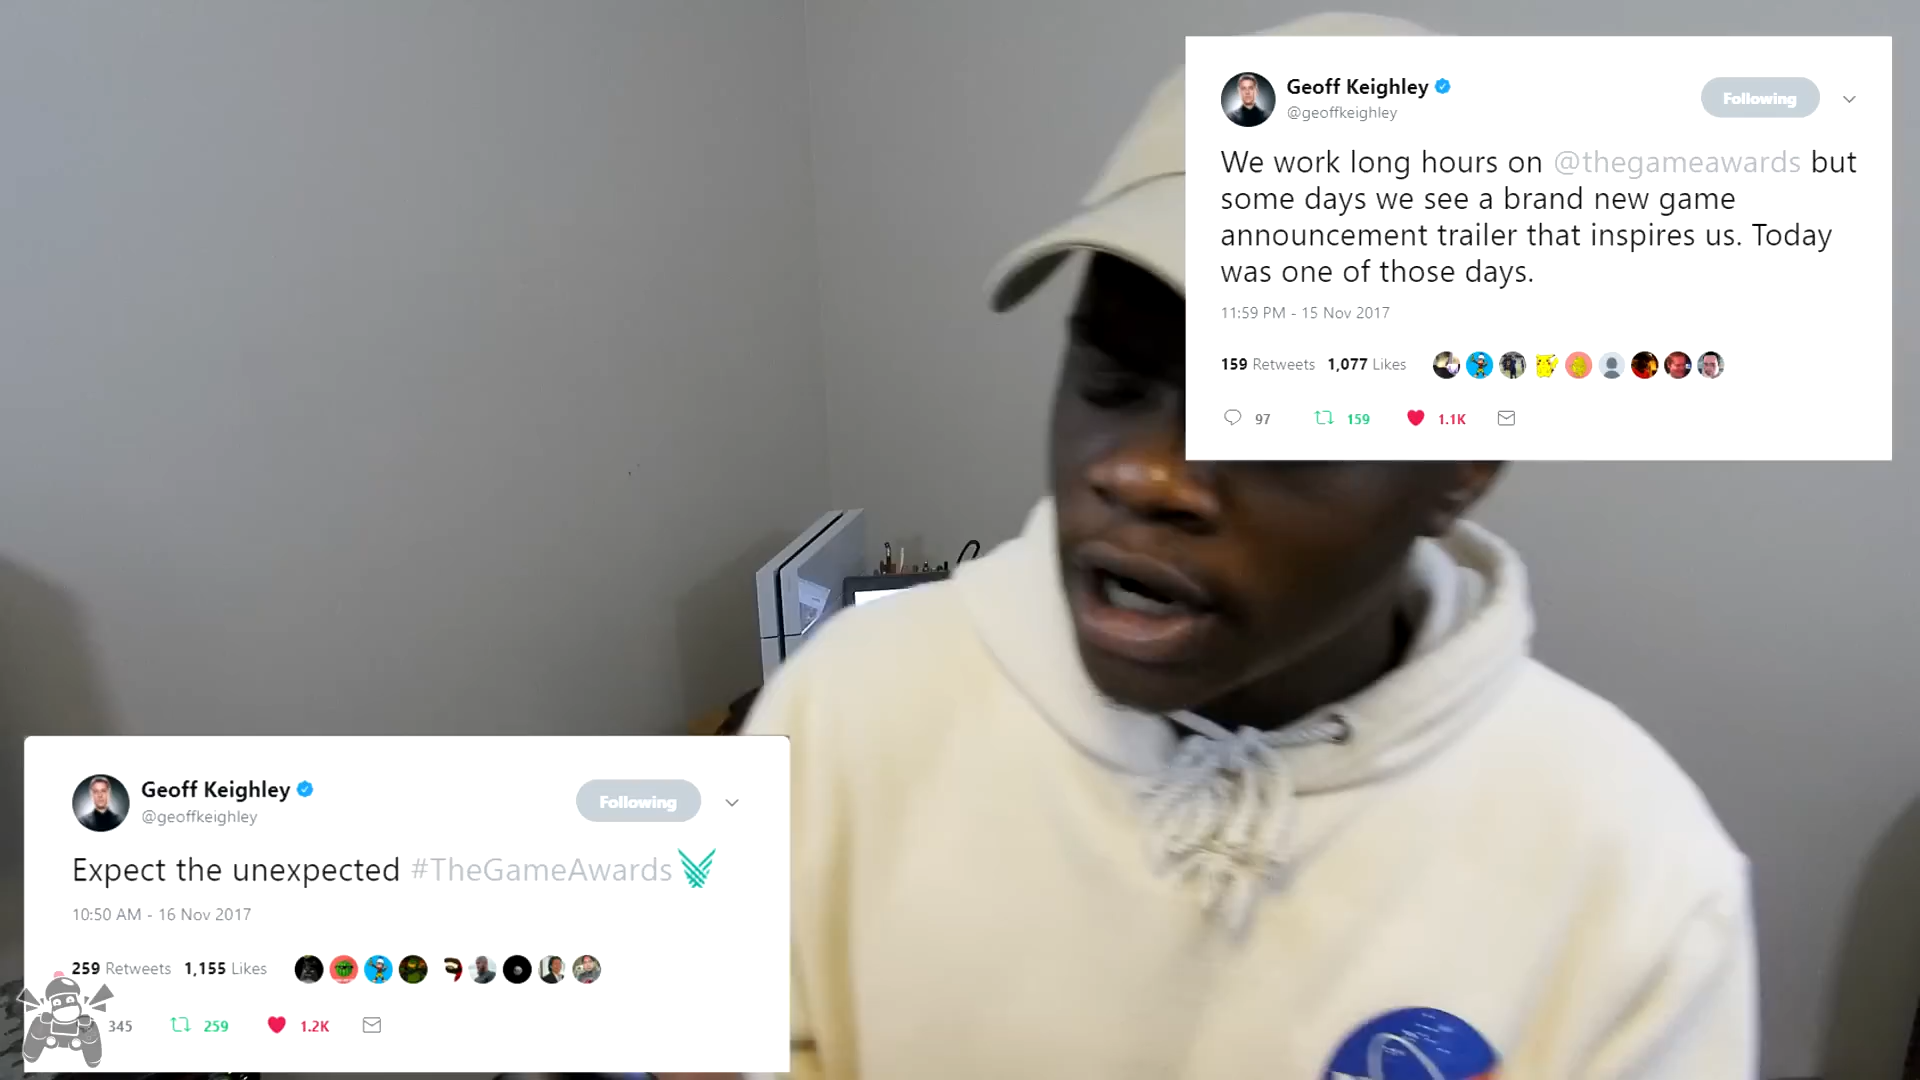 Geoff Keighley
@geoffkeighley
Following
We work long hours on @thegameawards but
some days we see a brand new game
announcement trailer that inspires us. Today
was one of those days.
11:59 PM - 15 Nov 2017
159 Retweets 1,077 Likes
97 159 1.1K
Geoff Keighley
@geoffkeighley
Following
Expect the unexpected #TheGameAwards
10:50 AM - 16 Nov 2017
259 Retweets 1,155 Likes
345 259 1.2K